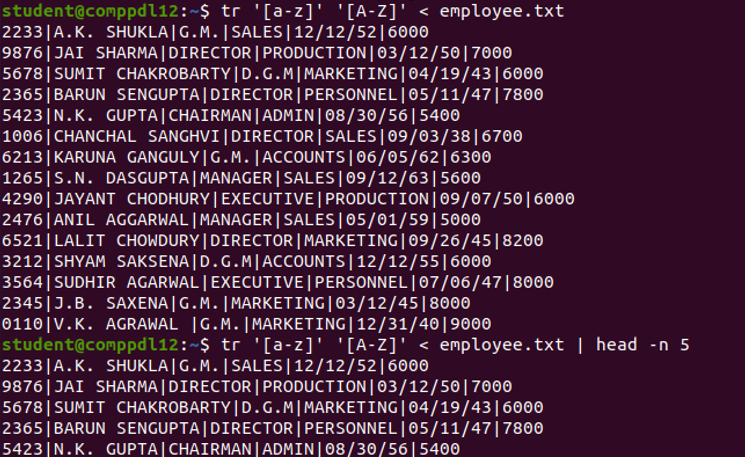 student@comppdl12:~$ tr '[a-z]' '[A-Z]' < employee.txt
2233|A.K. SHUKLA|G.M.|SALES|12/12/52|6000
9876|JAI SHARMA|DIRECTOR|PRODUCTION|03/12/50|7000
5678|SUMIT CHAKROBARTY|D.G.M|MARKETING|04/19/43|6000
2365|BARUN SENGUPTA|DIRECTOR|PERSONNEL|05/11/47|7800
5423|N.K. GUPTA|CHAIRMAN|ADMIN|08/30/56|5400
1006|CHANCHAL SANGHVI|DIRECTOR|SALES|09/03/38|6700
6213|KARUNA GANGULY|G.M.|ACCOUNTS|06/05/62|6300
1265|S.N. DASGUPTA|MANAGER|SALES|09/12/63|5600
4290|JAYANT CHODHURY|EXECUTIVE|PRODUCTION|09/07/50|6000
2476|ANIL AGGARWAL|MANAGER|SALES|05/01/59|5000
6521|LALIT CHOWDURY|DIRECTOR|MARKETING|09/26/45|8200
3212|SHYAM SAKSENA|D.G.M|ACCOUNTS|12/12/55|6000
3564|SUDHIR AGARWAL|EXECUTIVE|PERSONNEL|07/06/47|8000
2345|J.B. SAXENA|G.M.|MARKETING|03/12/45|8000
0110|V.K. AGRAWAL |G.M.|MARKETING|12/31/40|9000
student@comppdl12:~$ tr '[a-z]' '[A-Z]' < employee.txt | head -n 5
2233|A.K. SHUKLA|G.M.|SALES|12/12/52|6000
9876|JAI SHARMA|DIRECTOR|PRODUCTION|03/12/50|7000
5678|SUMIT CHAKROBARTY|D.G.M|MARKETING|04/19/43|6000
2365|BARUN SENGUPTA|DIRECTOR|PERSONNEL|05/11/47|7800
5423|N.K. GUPTA|CHAIRMAN|ADMIN|08/30/56|5400